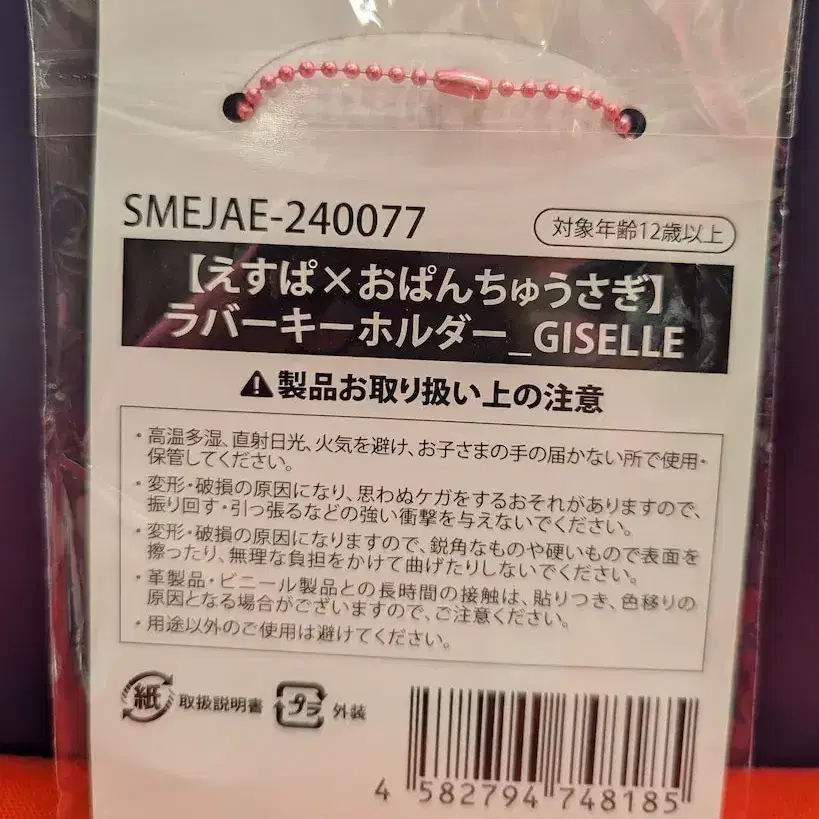 SMEJAE-240077
対象年齢12歳以上
【えすぱ×おぱんちゅうさぎ】
ラバーキーホルダー_GISELLE
製品お取り扱い上の注意
・高温多湿、直射日光、火気を避け、お子さまの手の届かない所で使用・
保管してください。
・変形・破損の原因になり、思わぬケガをするおそれがありますので、
振り回す・引っ張るなどの強い衝撃を与えないでください。
・変形・破損の原因になりますので、鋭角なものや硬いもので表面を
擦ったり、無理な負担をかけて曲げたりしないでください。
・革製品・ビニール製品との長時間の接触は、貼りつき、色移りの
原因となる場合がございますので、ご注意ください。
・用途以外のご使用は避けてください。
紙 取扱説明書 プラ 外装
4 582794 748185